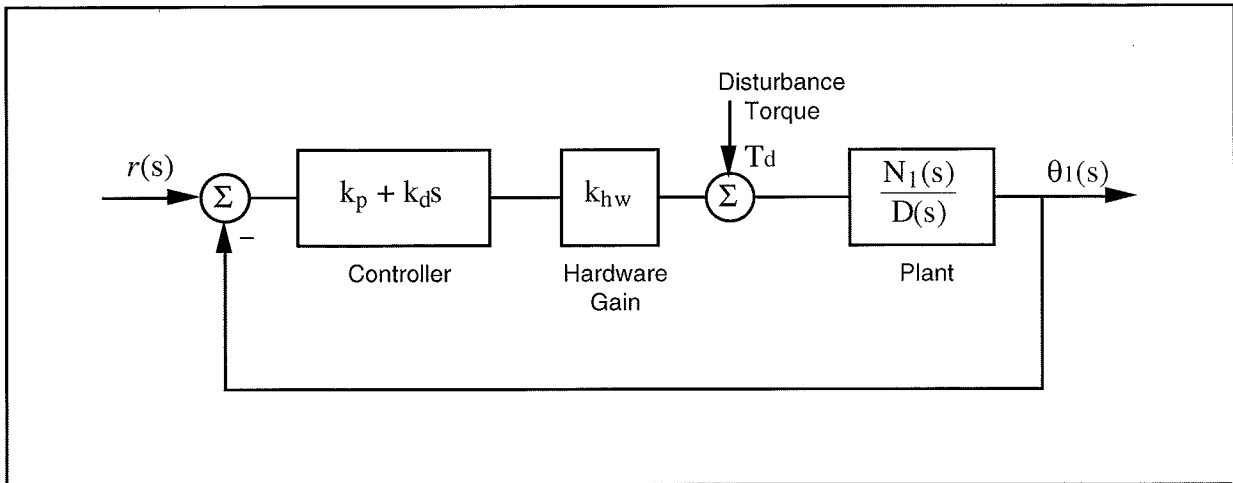 Disturbance
Torque
r(s)
Σ
−
kp + kds
khw
Td
Σ
N1(s)
D(s)
θ1(s)
Controller
Hardware
Gain
Plant